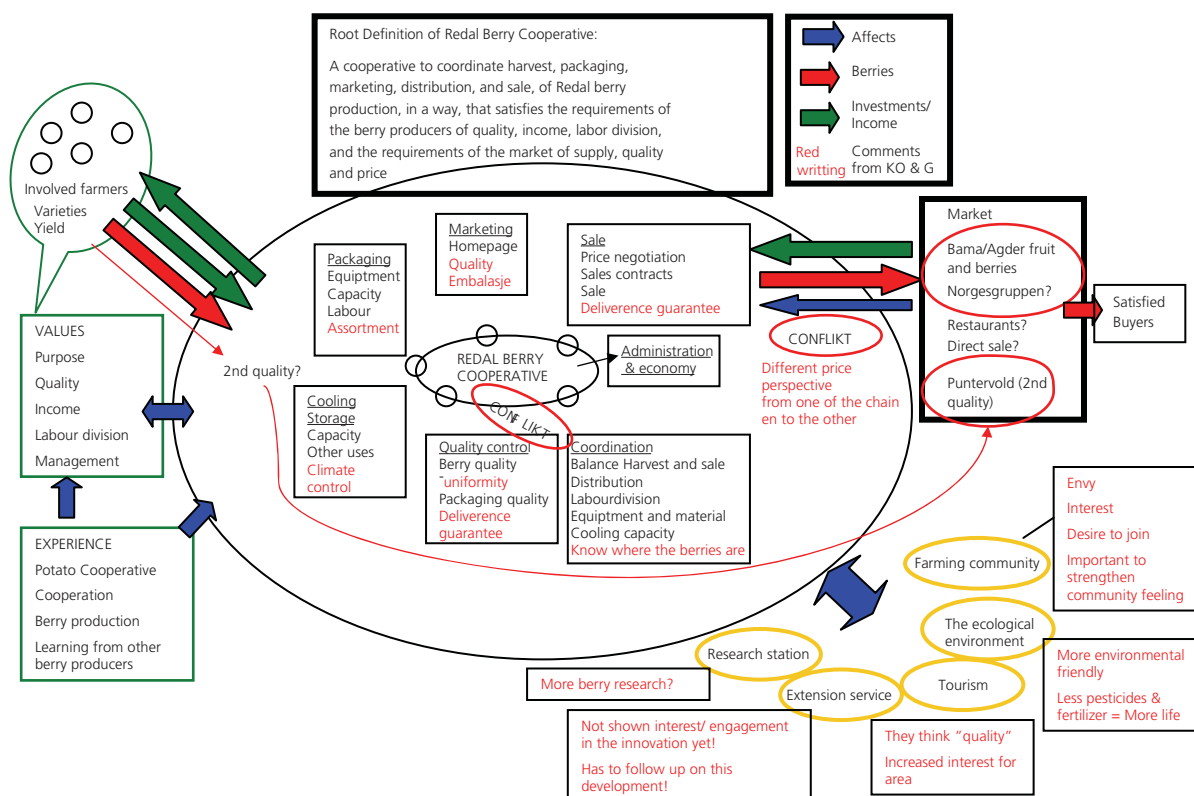 Root Definition of Redal Berry Cooperative:
A cooperative to coordinate harvest, packaging,
marketing, distribution, and sale, of Redal berry
production, in a way, that satisfies the requirements of
the berry producers of quality, income, labor division,
and the requirements of the market of supply, quality
and price
Affects
Berries
Investments/
Income
Red
writting
Comments
from KO & G
Involved farmers
Varieties
Yield
VALUES
Purpose
Quality
Income
Labour division
Management
EXPERIENCE
Potato Cooperative
Cooperation
Berry production
Learning from other
berry producers
Packaging
Equiptment
Capacity
Labour
Assortment
Marketing
Homepage
Quality
Embalasje
Sale
Price negotiation
Sales contracts
Sale
Deliverence guarantee
2nd quality?
REDAL BERRY
COOPERATIVE
CONFLIKT
Administration
& economy
Cooling
Storage
Capacity
Other uses
Climate
control
Quality control
Berry quality
-uniformity
Packaging quality
Deliverence
guarantee
Coordination
Balance Harvest and sale
Distribution
Labourdivision
Equiptment and material
Cooling capacity
Know where the berries are
CONFLIKT
Different price
perspective
from one of the chain
en to the other
Market
Bama/Agder fruit
and berries
Norgesgruppen?
Restaurants?
Direct sale?
Puntervold (2nd
quality)
Satisfied
Buyers
Farming community
Envy
Interest
Desire to join
Important to
strengthen
community feeling
The ecological
environment
More environmental
friendly
Less pesticides &
fertilizer = More life
Tourism
They think "quality"
Increased interest for
area
Research station
More berry research?
Extension service
Not shown interest/ engagement
in the innovation yet!
Has to follow up on this
development!